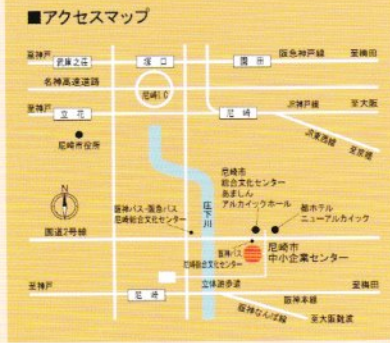 ■アクセスマップ
至神戸 武庫之荘 塚口 園田 阪急神戸線 至梅田
名神高速道路
尼崎I.C
至神戸 立花 尼崎 JR神戸線 至大阪
JR東西線 至京橋
尼崎市役所
N
尼崎市
総合文化センター
あましん
アルカイックホール
都ホテル
ニューアルカイック
阪神バス・阪急バス
尼崎総合文化センター
庄下川
国道2号線
阪神バス
尼崎総合文化センター
尼崎市
中小企業センター
立体遊歩道
至神戸 尼崎 阪神本線 至梅田
阪神なんば線 至大阪難波